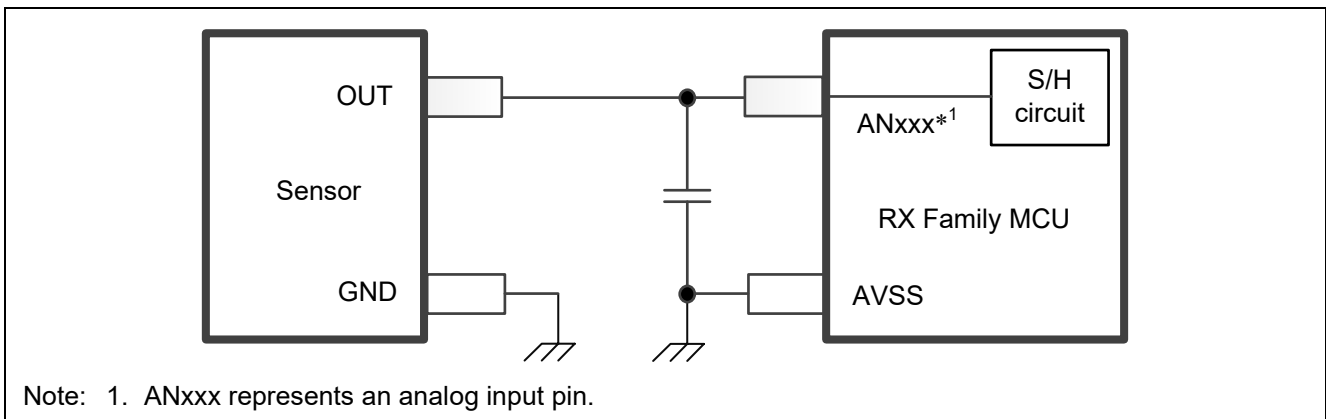 OUT
Sensor
GND
S/H
circuit
ANxxx*1
RX Family MCU
AVSS
Note: 1. ANxxx represents an analog input pin.